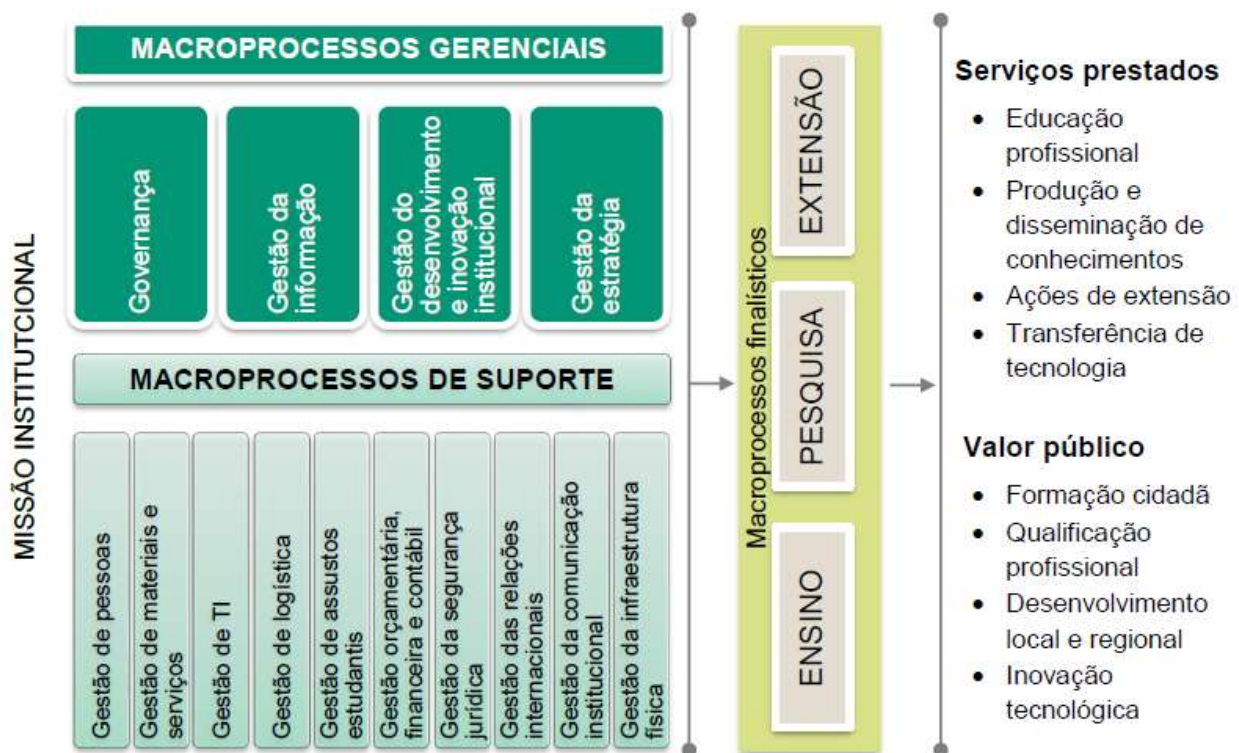 MISSÃO INSTITUTCIONAL
MACROPROCESSOS GERENCIAIS
Governança
Gestão da
informação
Gestão do
desenvolvimento
e inovação
institucional
Gestão da
estratégia
MACROPROCESSOS DE SUPORTE
Gestão de pessoas
Gestão de materiais e
serviços
Gestão de TI
Gestão de logística
Gestão de assustos
estudantis
Gestão orçamentária,
financeira e contábil
Gestão da segurança
jurídica
Gestão das relações
internacionais
Gestão da comunicação
institucional
Gestão da infraestrutura
física
Macroprocessos finalísticos
EXTENSÃO
PESQUISA
ENSINO
Serviços prestados
• Educação
profissional
• Produção e
disseminação de
conhecimentos
• Ações de extensão
• Transferência de
tecnologia
Valor público
• Formação cidadã
• Qualificação
profissional
• Desenvolvimento
local e regional
• Inovação
tecnológica